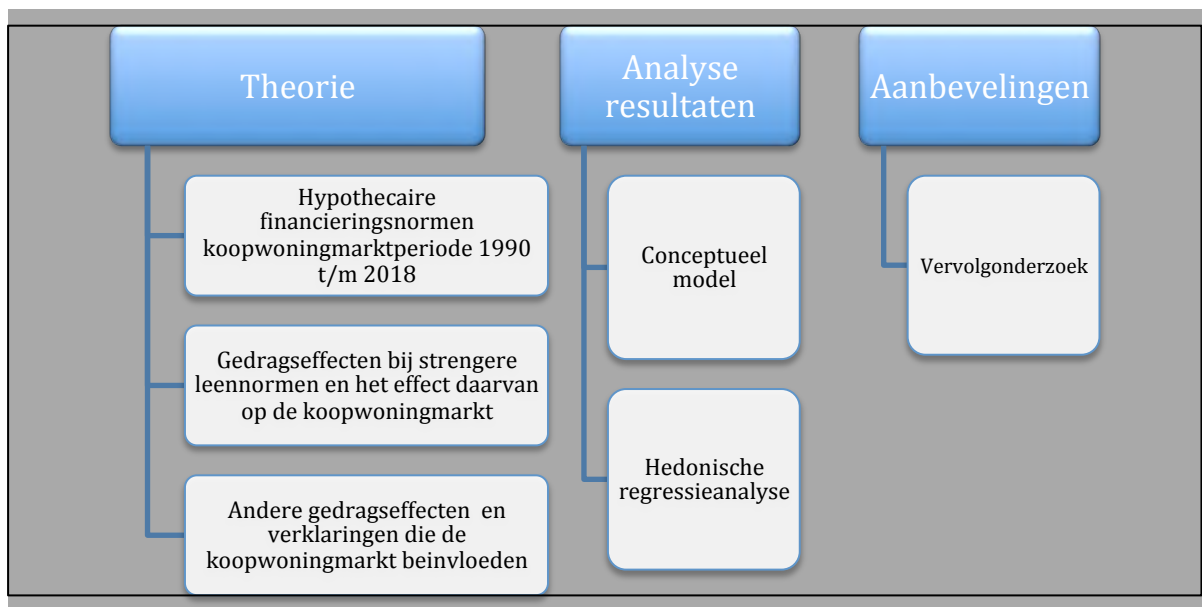 Theorie
Hypothecaire
financieringsnormen
koopwoningmarktperiode 1990
t/m 2018
Gedragseffecten bij strengere
leennormen en het effect daarvan
op de koopwoningmarkt
Andere gedragseffecten en
verklaringen die de
koopwoningmarkt beinvloeden
Analyse
resultaten
Conceptueel
model
Hedonische
regressieanalyse
Aanbevelingen
Vervolgonderzoek